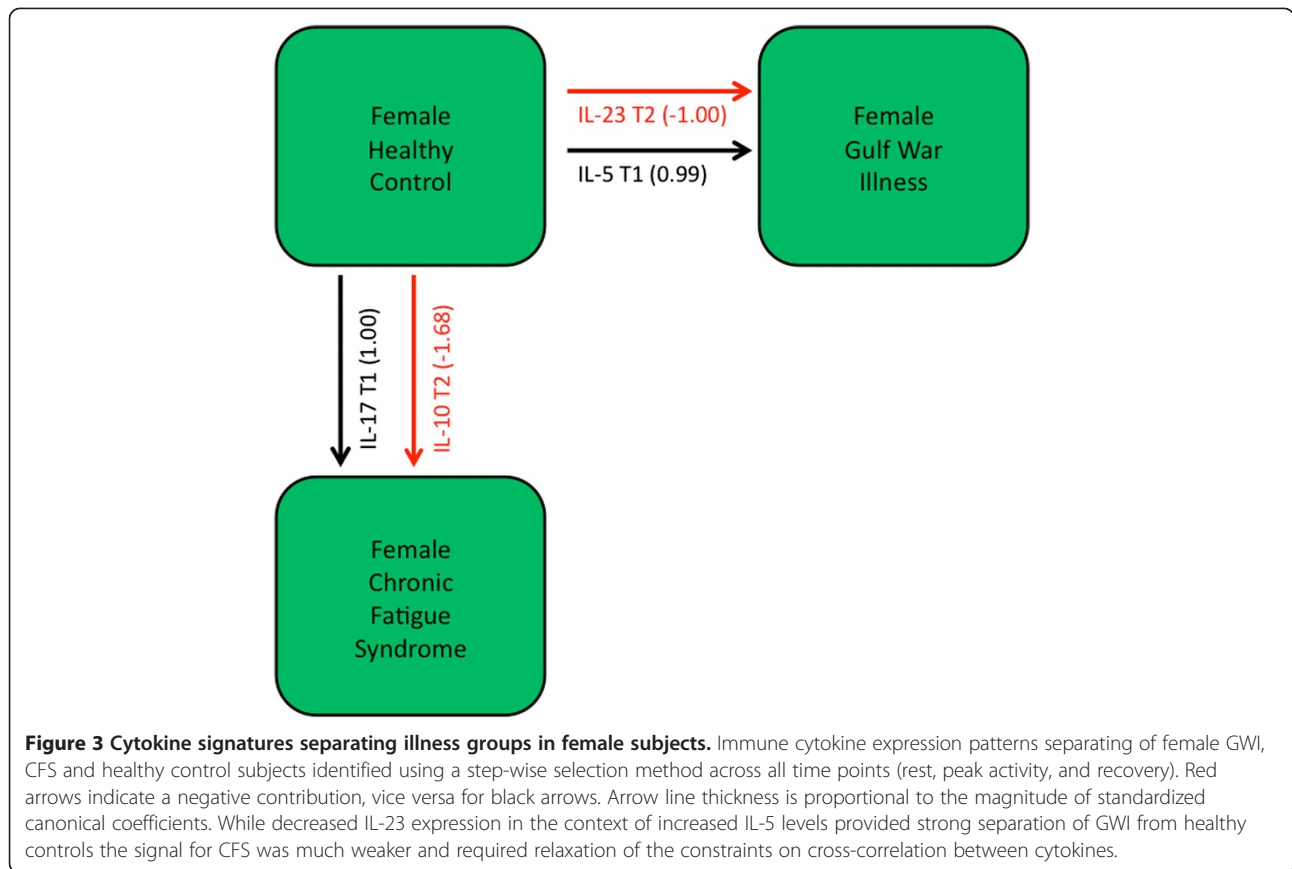 Female
Healthy
Control
IL-23 T2 (-1.00)
IL-5 T1 (0.99)
Female
Gulf War
Illness
IL-17 T1 (1.00)
IL-10 T2 (-1.68)
Female
Chronic
Fatigue
Syndrome
Figure 3 Cytokine signatures separating illness groups in female subjects. Immune cytokine expression patterns separating of female GWI,
CFS and healthy control subjects identified using a step-wise selection method across all time points (rest, peak activity, and recovery). Red
arrows indicate a negative contribution, vice versa for black arrows. Arrow line thickness is proportional to the magnitude of standardized
canonical coefficients. While decreased IL-23 expression in the context of increased IL-5 levels provided strong separation of GWI from healthy
controls the signal for CFS was much weaker and required relaxation of the constraints on cross-correlation between cytokines.